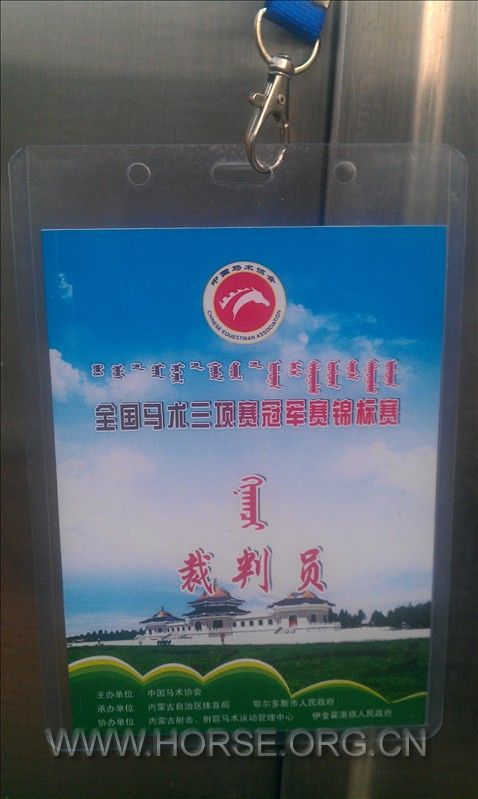 中国马术协会
CHINESE EQUESTRIAN ASSOCIATION
全国马术三项赛冠军赛锦标赛
裁判员
主办单位 中国马术协会
承办单位 内蒙古自治区体育局 鄂尔多斯市人民政府
协办单位 内蒙古射击、射箭马术运动管理中心 伊金霍洛旗人民政府
WWW.HORSE.ORG.CN